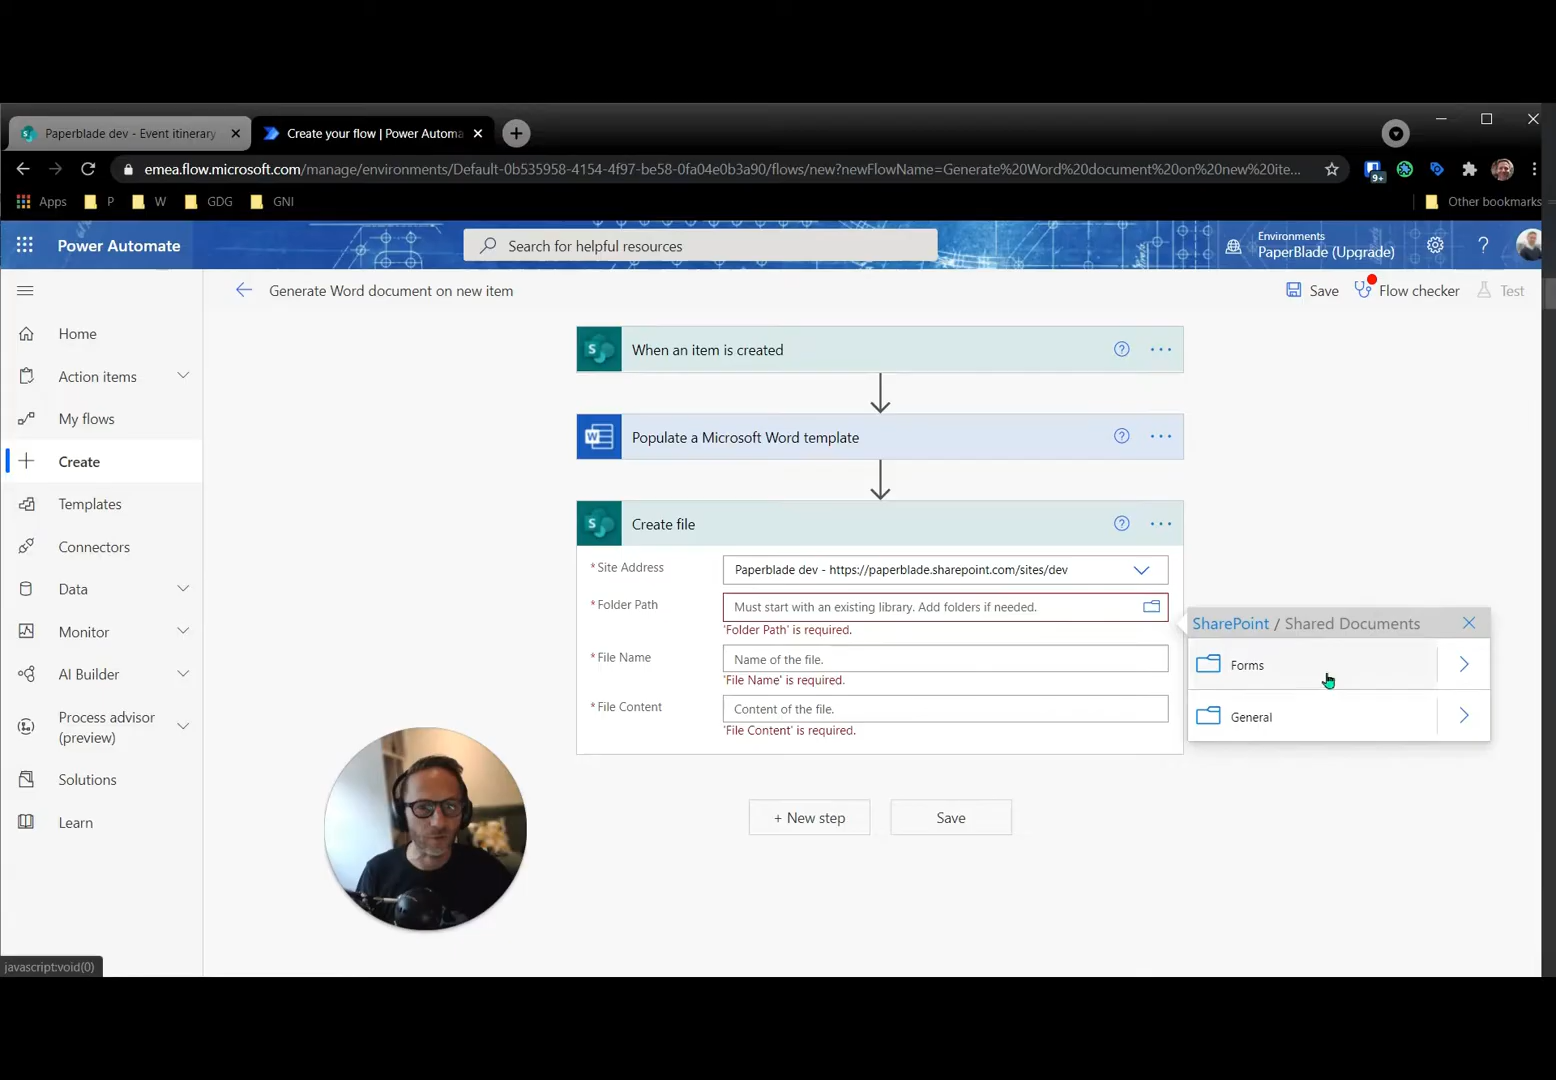 Paperblade dev - Event itinerary
Create your flow | Power Automa
emea.flow.microsoft.com/manage/environments/Default-0b535958-4154-4f97-be58-0fa04e0b3a90/flows/new?newFlowName=Generate%20Word%20document%20on%20new%20ite...
9+
Apps
P
W
GDG
GNI
Other bookmarks
Power Automate
Search for helpful resources
Environments
PaperBlade (Upgrade)
?
Generate Word document on new item
Save
Flow checker
Test
Home
Action items
My flows
Create
Templates
Connectors
Data
Monitor
AI Builder
Process advisor
(preview)
Solutions
Learn
When an item is created
Populate a Microsoft Word template
Create file
* Site Address
Paperblade dev - https://paperblade.sharepoint.com/sites/dev
* Folder Path
Must start with an existing library. Add folders if needed.
'Folder Path' is required.
* File Name
Name of the file.
'File Name' is required.
* File Content
Content of the file.
'File Content' is required.
SharePoint / Shared Documents
Forms
General
+ New step
Save
javascript:void(0)